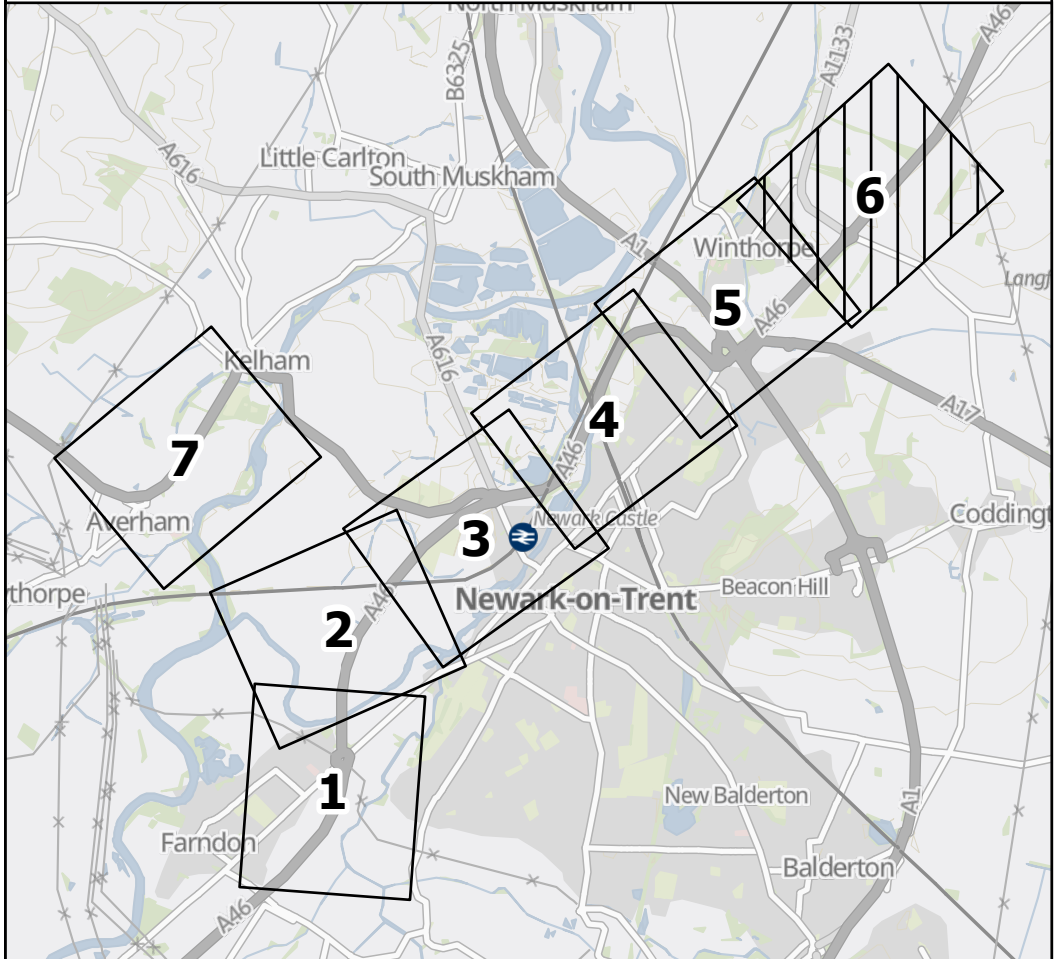 North Muskham
A46
A1133
B6325
A616
Little Carlton
South Muskham
6
A1
Winthorpe
Langf
5
A46
Kelham
A616
A17
4
7
A46
Averham
Newark Castle
Coddingt
3
ythorpe
A46
Newark-on-Trent
Beacon Hill
2
1
New Balderton
A1
Farndon
Balderton
A46